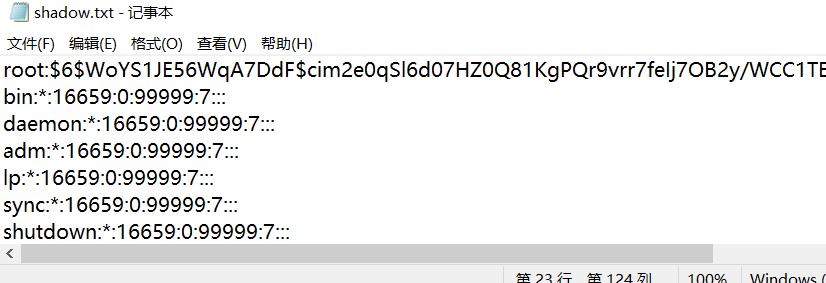 shadow.txt - 记事本
文件(F) 编辑(E) 格式(O) 查看(V) 帮助(H)
root:$6$WoYS1JE56WqA7DdF$cim2e0qSl6d07HZ0Q81KgPQr9vrr7feIj7OB2y/WCC1TE
bin:*:16659:0:99999:7:::
daemon:*:16659:0:99999:7:::
adm:*:16659:0:99999:7:::
lp:*:16659:0:99999:7:::
sync:*:16659:0:99999:7:::
shutdown:*:16659:0:99999:7:::
第 23 行, 第 124 列 100% Windows (